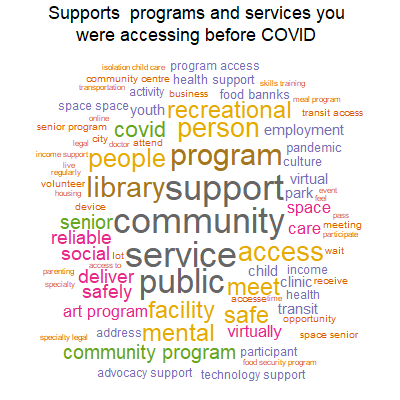 Supports  programs and services you
were accessing before COVID
isolation child care
program access
community centre
health support
skills training
transportation
activity
business
food bannks
meal program
space space
youth
recreational
transit access
online
senior program
city
covid
person
employment
legal
doctor
attend
pandemic
income support
people
program
culture
live
regularly
virtual
volunteer
library
support
park
event
feel
housing
device
space
pass
senior
community
care
meeting
participate
reliable
social
lot
service
access
wait
access to
parenting
deliver
public
meet
child
income
specialty
clinic
receive
safely
accesse
time
health
art program
facility
safe
transit
opportunity
address
mental
virtually
space senior
specialty legal
community program
participant
food security program
advocacy support
technology support